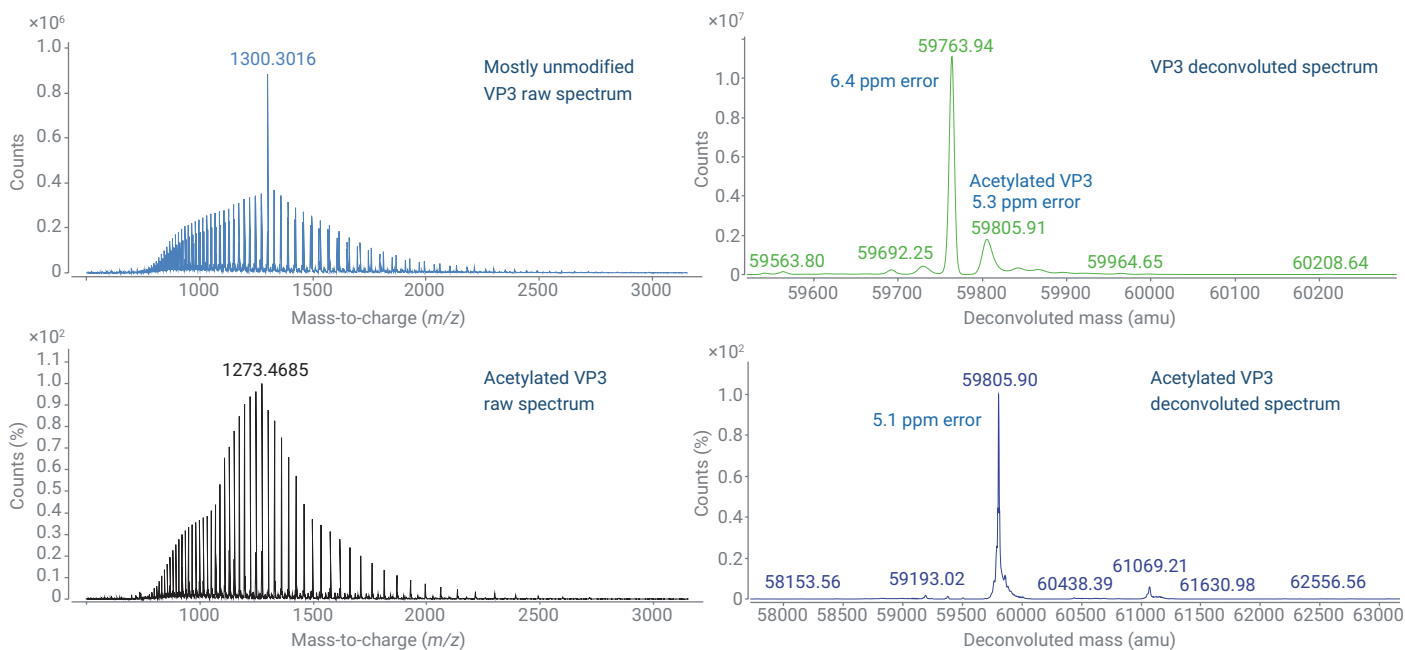 ×10⁶
1.0
0.8
0.6
0.4
0.2
0
Counts
1300.3016
Mostly unmodified
VP3 raw spectrum
1000 1500 2000 2500 3000
Mass-to-charge (m/z)
×10⁷
1.0
0.8
0.6
0.4
0.2
0
Counts
59763.94
6.4 ppm error
VP3 deconvoluted spectrum
Acetylated VP3
5.3 ppm error
59805.91
59563.80 59692.25 59964.65 60208.64
59600 59700 59800 59900 60000 60100 60200
Deconvoluted mass (amu)
×10²
1.1
1.0
0.9
0.8
0.7
0.6
0.5
0.4
0.3
0.2
0.1
0
Counts (%)
1273.4685
Acetylated VP3
raw spectrum
1000 1500 2000 2500 3000
Mass-to-charge (m/z)
×10²
1.0
0.8
0.6
0.4
0.2
0
Counts (%)
59805.90
5.1 ppm error
Acetylated VP3
deconvoluted spectrum
58153.56 59193.02 60438.39 61069.21 61630.98 62556.56
58000 58500 59000 59500 60000 60500 61000 61500 62000 62500 63000
Deconvoluted mass (amu)